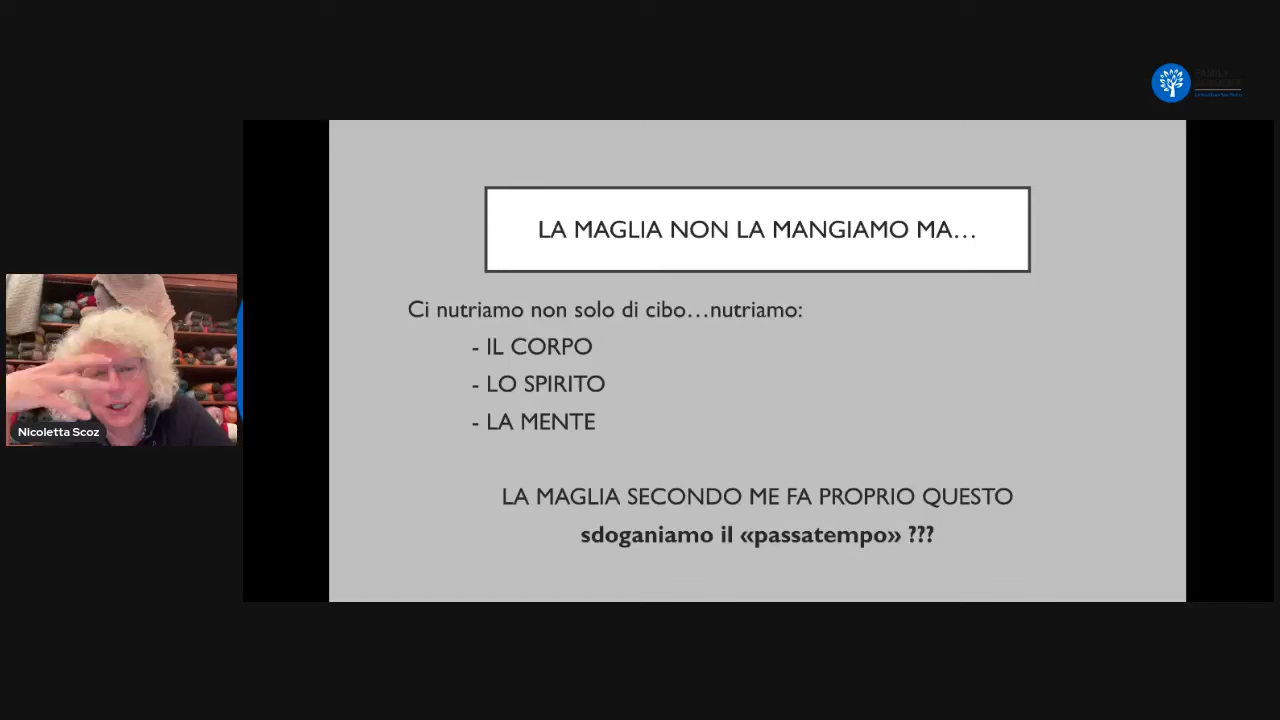 FAMILY
LA MAGLIA NON LA MANGIAMO MA…
Ci nutriamo non solo di cibo…nutriamo:
- IL CORPO
- LO SPIRITO
- LA MENTE
Nicoletta Scoz
LA MAGLIA SECONDO ME FA PROPRIO QUESTO
sdoganiamo il «passatempo» ???